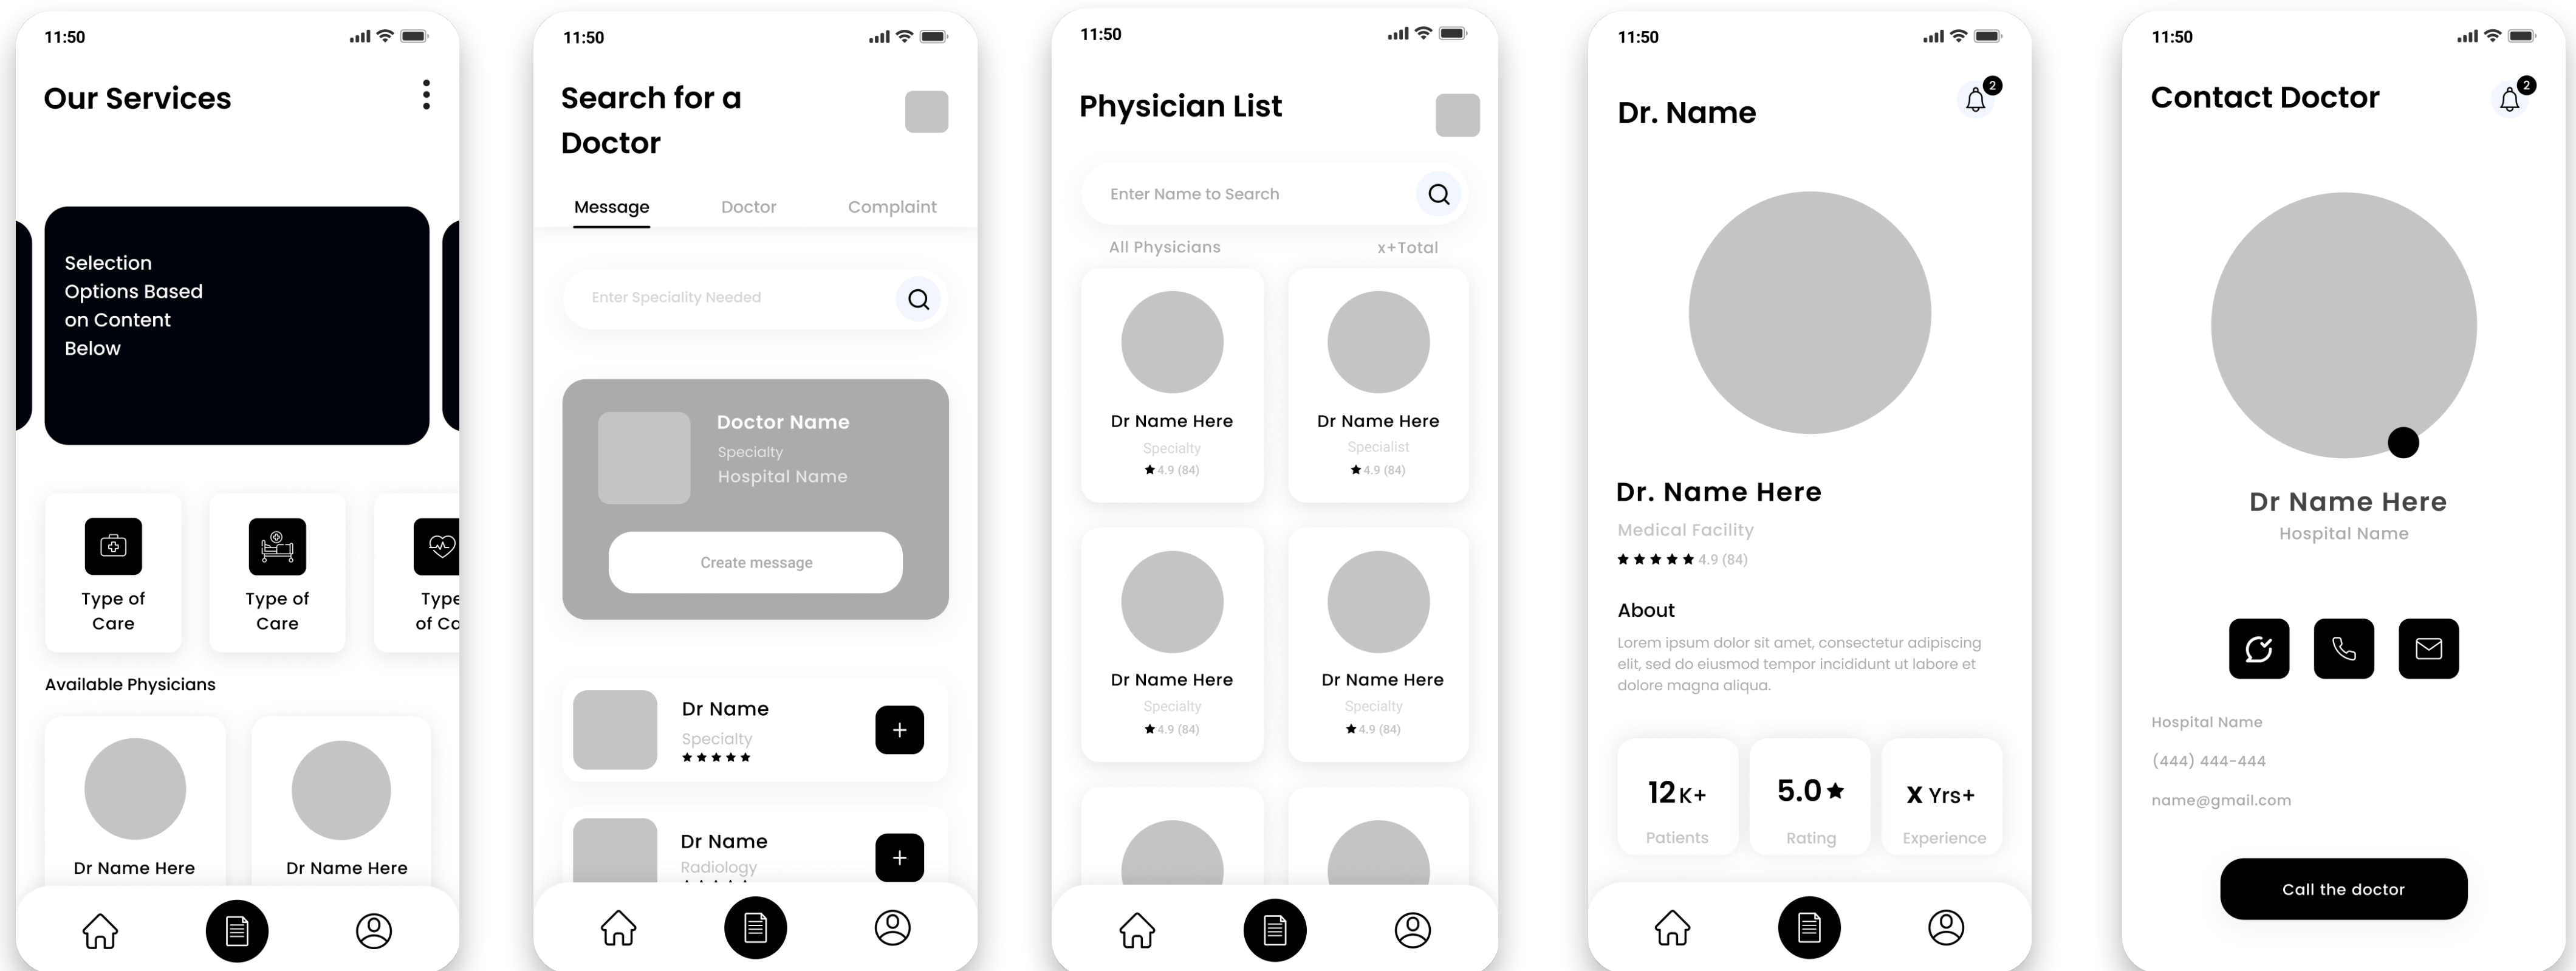 11:50
Our Services
Selection
Options Based
on Content
Below
Type of
Care
Type of
Care
Type
of Ca
Available Physicians
Dr Name Here
Dr Name Here
11:50
Search for a
Doctor
Message Doctor Complaint
Enter Speciality Needed
Doctor Name
Specialty
Hospital Name
Create message
Dr Name
Specialty
+
Dr Name
Radiology
+
11:50
Physician List
Enter Name to Search
All Physicians x+Total
Dr Name Here
Specialty
4.9 (84)
Dr Name Here
Specialist
4.9 (84)
Dr Name Here
Specialty
4.9 (84)
Dr Name Here
Specialty
4.9 (84)
11:50
2
Dr. Name
Dr. Name Here
Medical Facility
4.9 (84)
About
Lorem ipsum dolor sit amet, consectetur adipiscing
elit, sed do eiusmod tempor incididunt ut labore et
dolore magna aliqua.
12K+
Patients
5.0
Rating
x Yrs+
Experience
11:50
2
Contact Doctor
Dr Name Here
Hospital Name
Hospital Name
(444) 444-444
name@gmail.com
Call the doctor